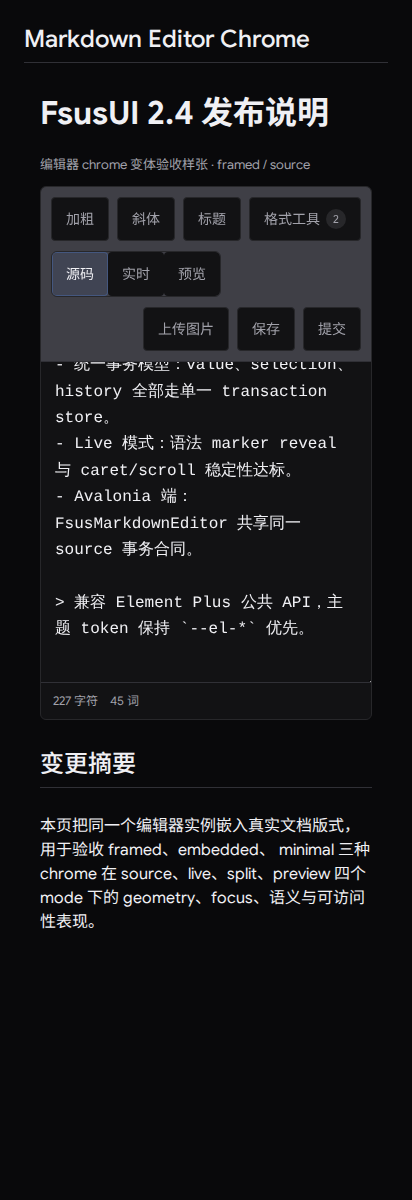 Markdown Editor Chrome
FsusUI 2.4 发布说明
编辑器 chrome 变体验收样张 · framed / source
加粗 斜体 标题 格式工具 2
源码 实时 预览
上传图片 保存 提交
- 统一事务模型：value、selection、
history 全部走单一 transaction
store。
- Live 模式：语法 marker reveal
与 caret/scroll 稳定性达标。
- Avalonia 端：
FsusMarkdownEditor 共享同一
source 事务合同。
> 兼容 Element Plus 公共 API，主
题 token 保持 `--el-*` 优先。
227 字符 45 词
变更摘要
本页把同一个编辑器实例嵌入真实文档版式，
用于验收 framed、embedded、 minimal 三种
chrome 在 source、live、split、preview 四个
mode 下的 geometry、focus、语义与可访问
性表现。